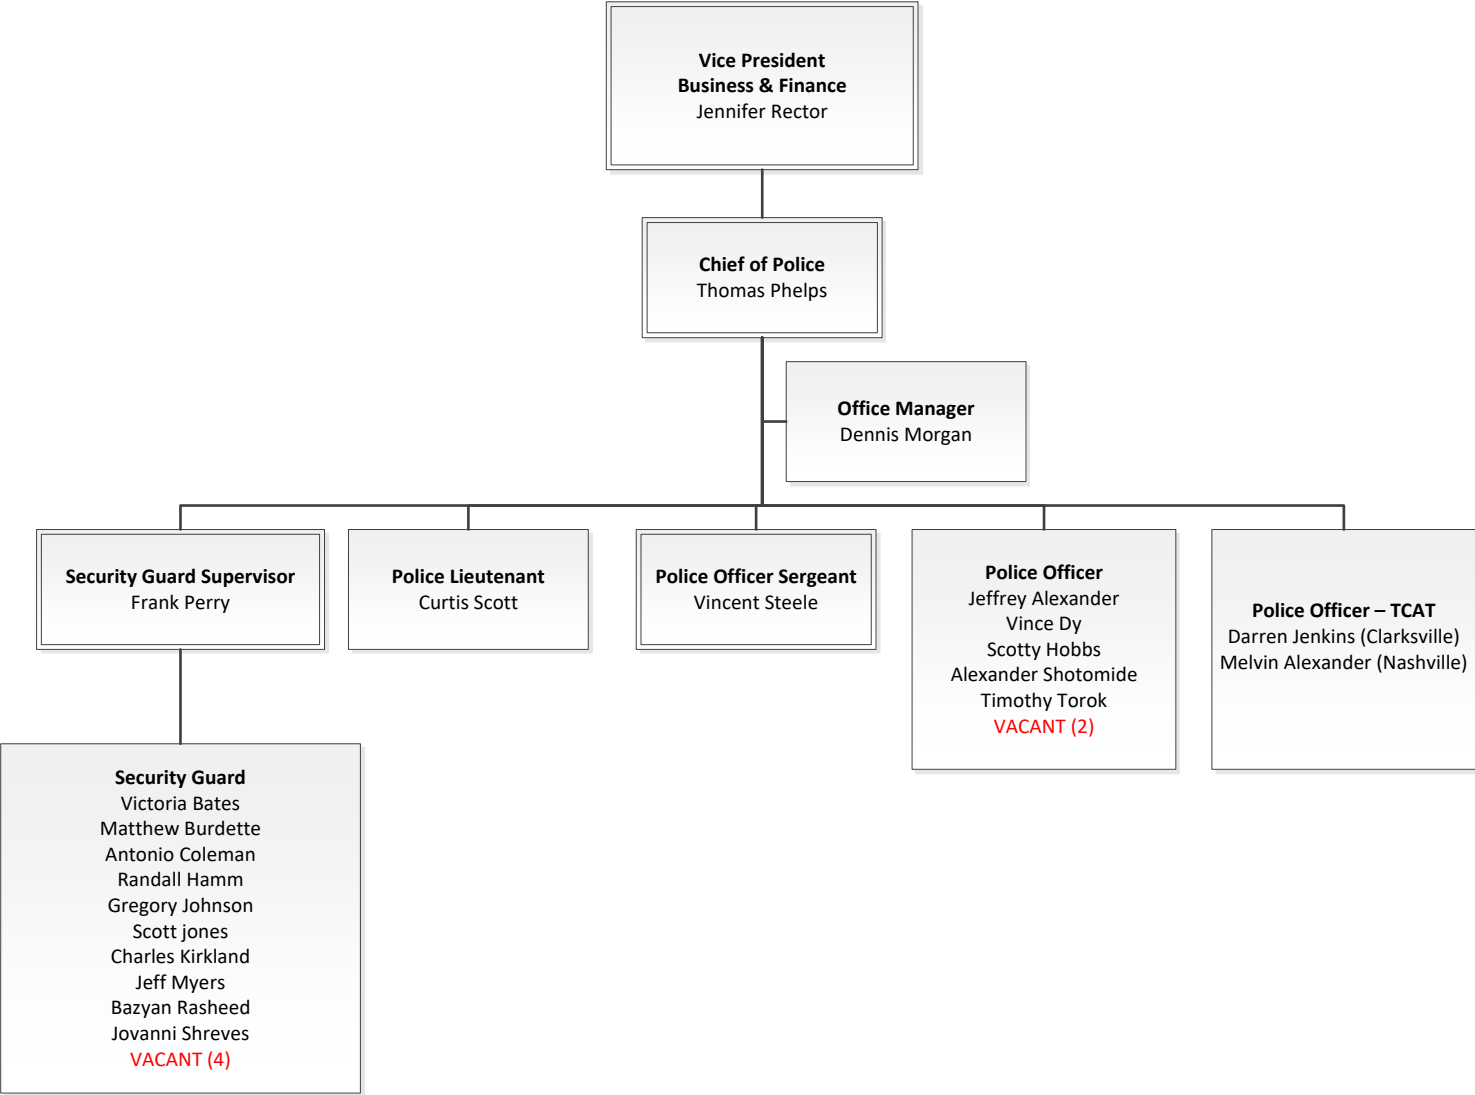 Vice President
Business & Finance
Jennifer Rector
Chief of Police
Thomas Phelps
Office Manager
Dennis Morgan
Security Guard Supervisor
Frank Perry
Police Lieutenant
Curtis Scott
Police Officer Sergeant
Vincent Steele
Police Officer
Jeffrey Alexander
Vince Dy
Scotty Hobbs
Alexander Shotomide
Timothy Torok
VACANT (2)
Police Officer – TCAT
Darren Jenkins (Clarksville)
Melvin Alexander (Nashville)
Security Guard
Victoria Bates
Matthew Burdette
Antonio Coleman
Randall Hamm
Gregory Johnson
Scott jones
Charles Kirkland
Jeff Myers
Bazyan Rasheed
Jovanni Shreves
VACANT (4)